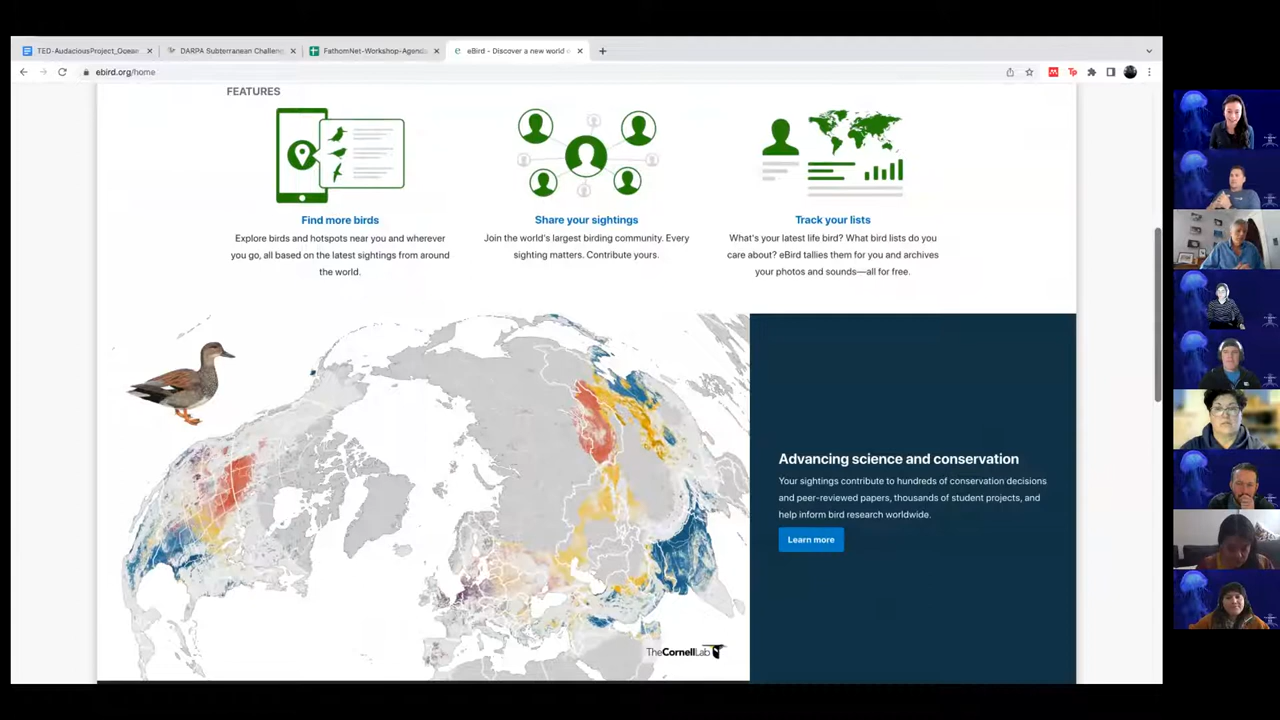 TED-AudaciousProject_Ocean
DARPA Subterranean Challeng
FathomNet-Workshop-Agenda
eBird - Discover a new world o
ebird.org/home
FEATURES
Find more birds
Explore birds and hotspots near you and wherever
you go, all based on the latest sightings from around
the world.
Share your sightings
Join the world's largest birding community. Every
sighting matters. Contribute yours.
Track your lists
What's your latest life bird? What bird lists do you
care about? eBird tallies them for you and archives
your photos and sounds—all for free.
Advancing science and conservation
Your sightings contribute to hundreds of conservation decisions
and peer-reviewed papers, thousands of student projects, and
help inform bird research worldwide.
Learn more
TheCornellLab